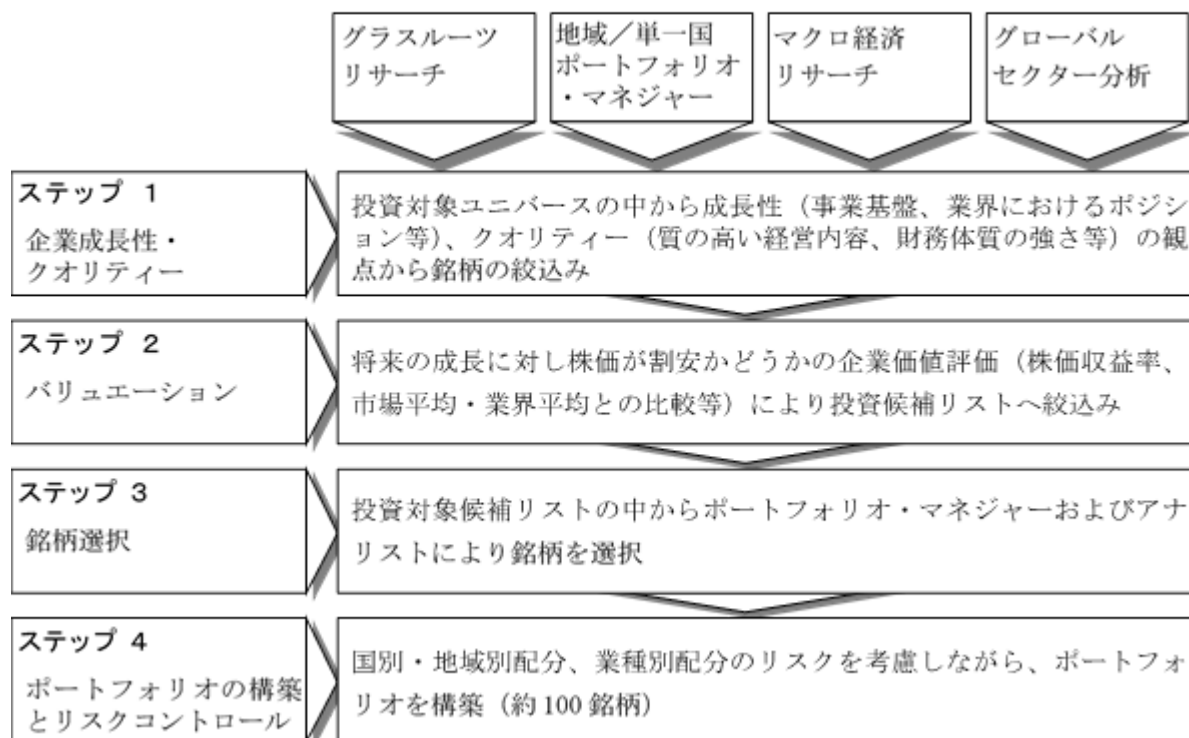 グラスルーツ
リサーチ
地域／単一国
ポートフォリオ
・マネジャー
マクロ経済
リサーチ
グローバル
セクター分析
ステップ 1
企業成長性・
クオリティー
投資対象ユニバースの中から成長性（事業基盤、業界におけるポジシ
ョン等）、クオリティー（質の高い経営内容、財務体質の強さ等）の観
点から銘柄の絞込み
ステップ 2
バリュエーション
将来の成長に対し株価が割安かどうかの企業価値評価（株価収益率、
市場平均・業界平均との比較等）により投資候補リストへ絞込み
ステップ 3
銘柄選択
投資対象候補リストの中からポートフォリオ・マネジャーおよびアナ
リストにより銘柄を選択
ステップ 4
ポートフォリオの構築
とリスクコントロール
国別・地域別配分、業種別配分のリスクを考慮しながら、ポートフォ
リオを構築（約 100 銘柄）